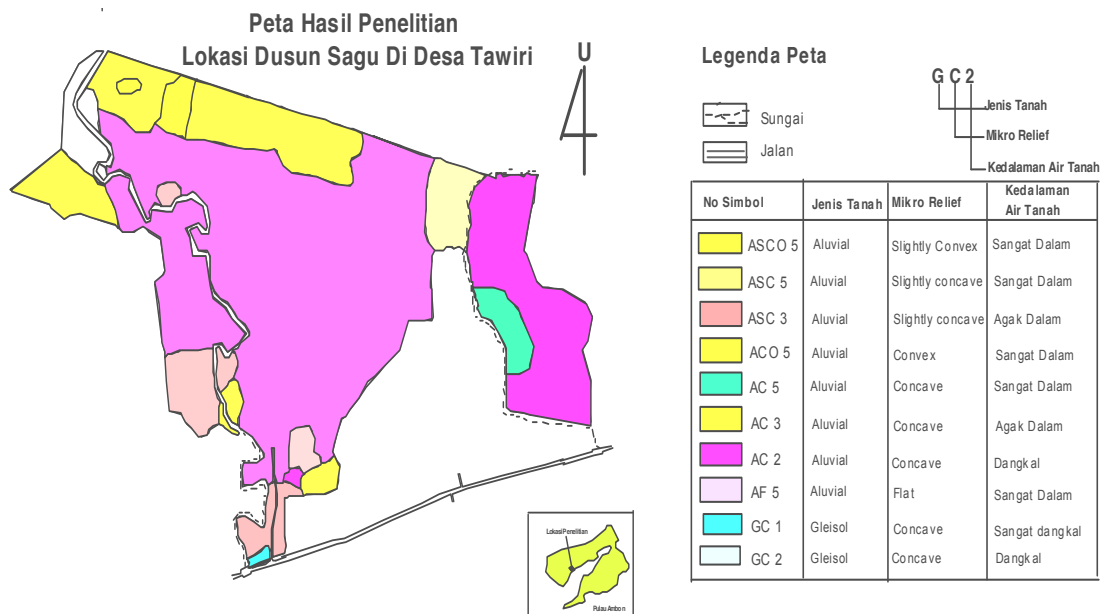 Peta Hasil Penelitian
Lokasi Dusun Sagu Di Desa Tawiri
U
Legenda Peta
Sungai
Jalan
G C 2
Jenis Tanah
Mikro Relief
Kedalaman Air Tanah
No Simbol Jenis Tanah Mikro Relief Kedalaman
Air Tanah
ASCO 5 Aluvial Slightly Convex Sangat Dalam
ASC 5 Aluvial Slightly concave Sangat Dalam
ASC 3 Aluvial Slightly concave Agak Dalam
ACO 5 Aluvial Convex Sangat Dalam
AC 5 Aluvial Concave Sangat Dalam
AC 3 Aluvial Concave Agak Dalam
AC 2 Aluvial Concave Dangkal
AF 5 Aluvial Flat Sangat Dalam
GC 1 Gleisol Concave Sangat dangkal
GC 2 Gleisol Concave Dangkal
Lokasi Penelitian
Pulau Ambon